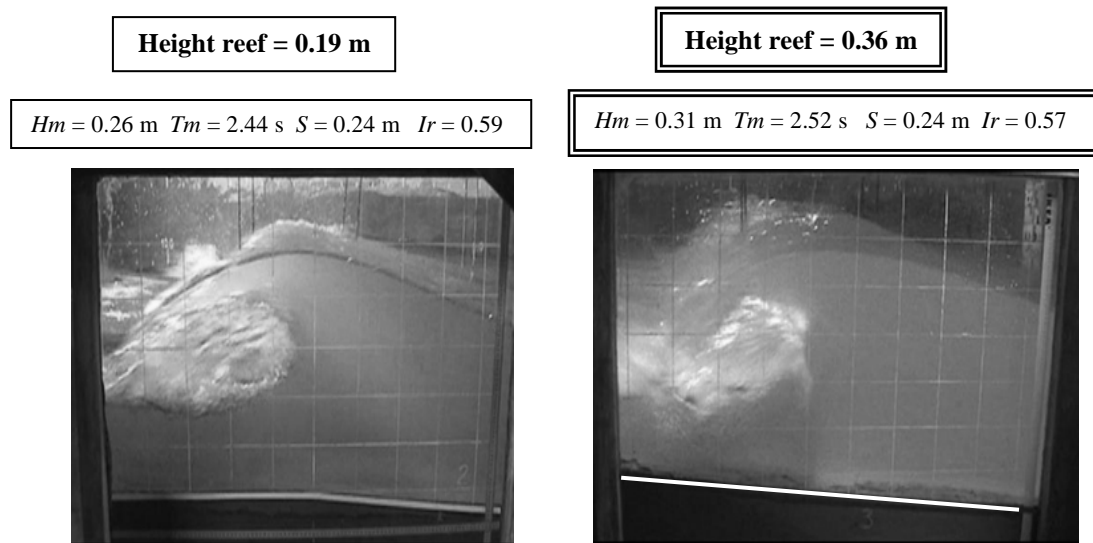 Height reef = 0.19 m
Height reef = 0.36 m
Hm = 0.26 m Tm = 2.44 s S = 0.24 m Ir = 0.59
Hm = 0.31 m Tm = 2.52 s S = 0.24 m Ir = 0.57
2
3